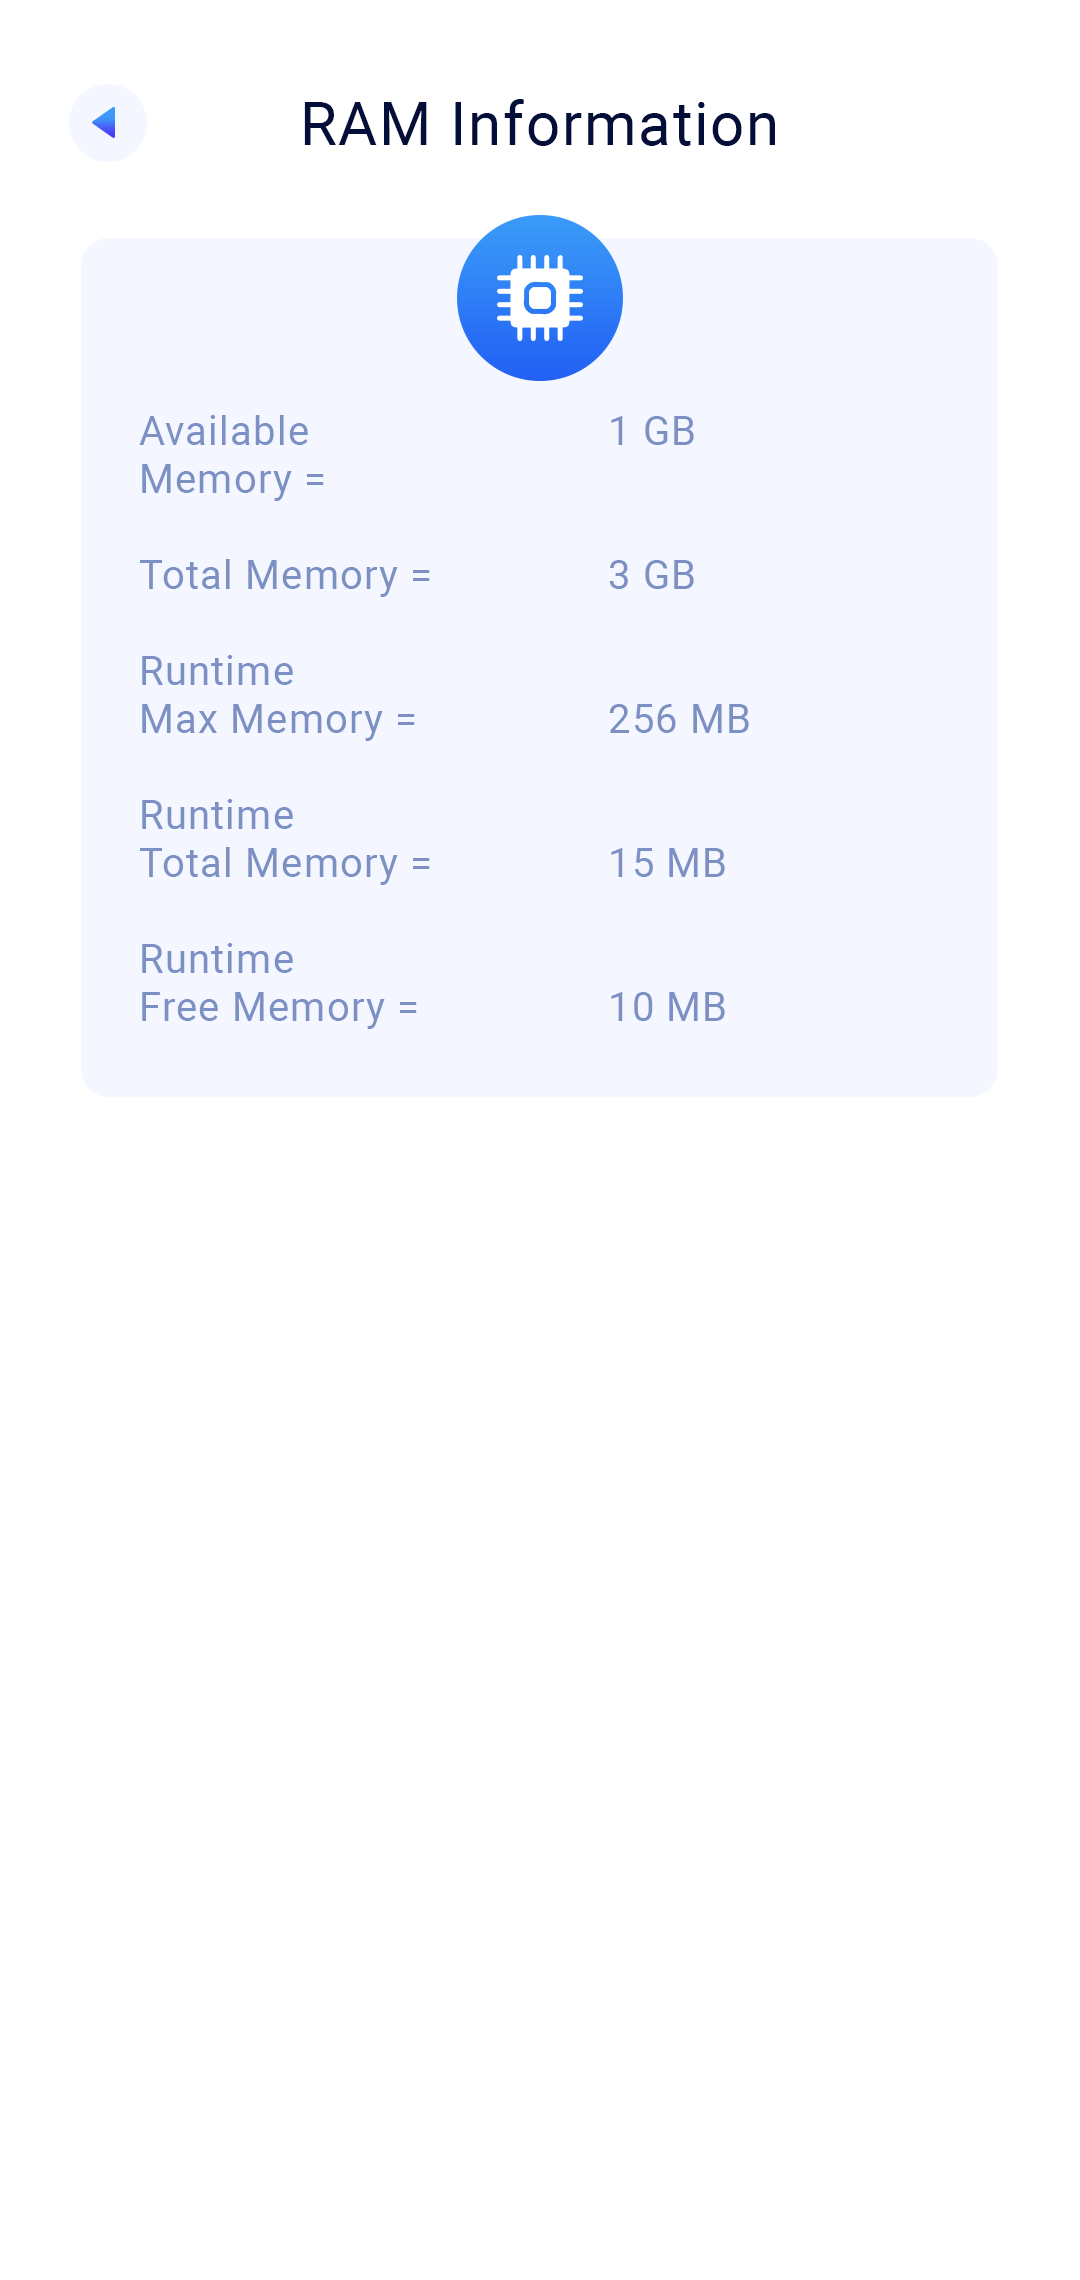 RAM Information
Available 1 GB
Memory =
Total Memory = 3 GB
Runtime
Max Memory = 256 MB
Runtime
Total Memory = 15 MB
Runtime
Free Memory = 10 MB